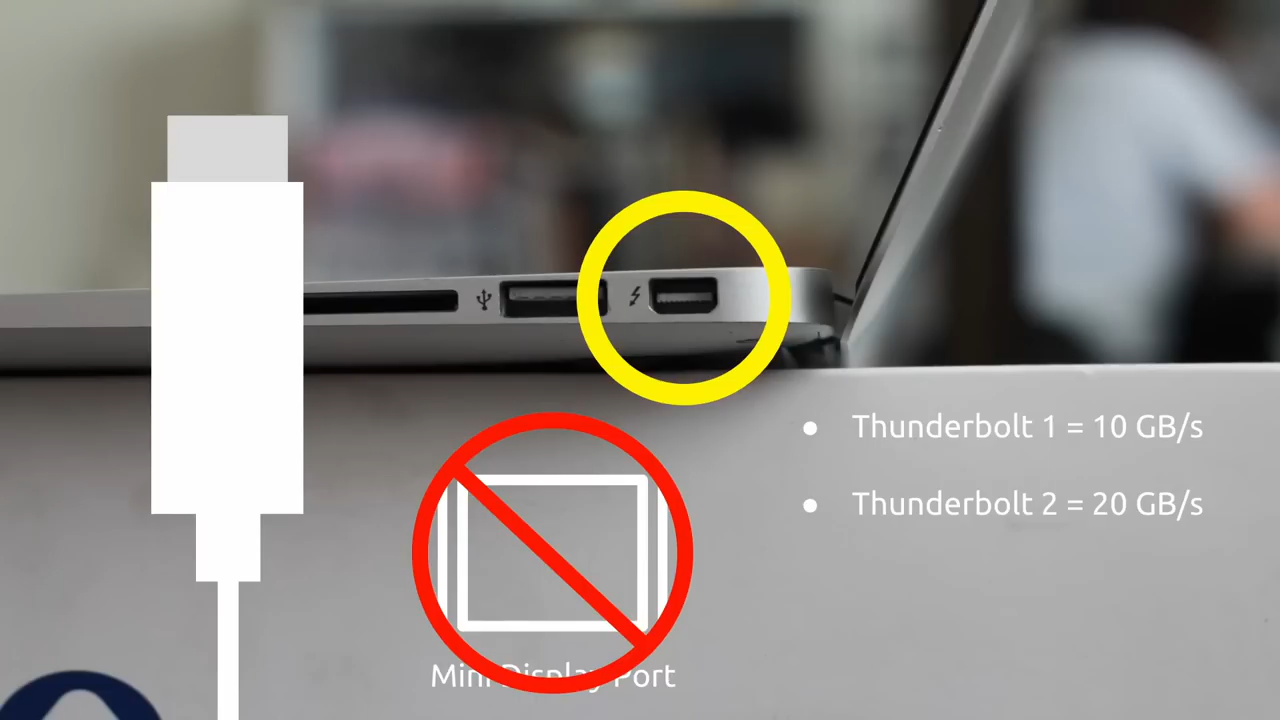 Thunderbolt 1 = 10 GB/s
Thunderbolt 2 = 20 GB/s
Mini Display Port